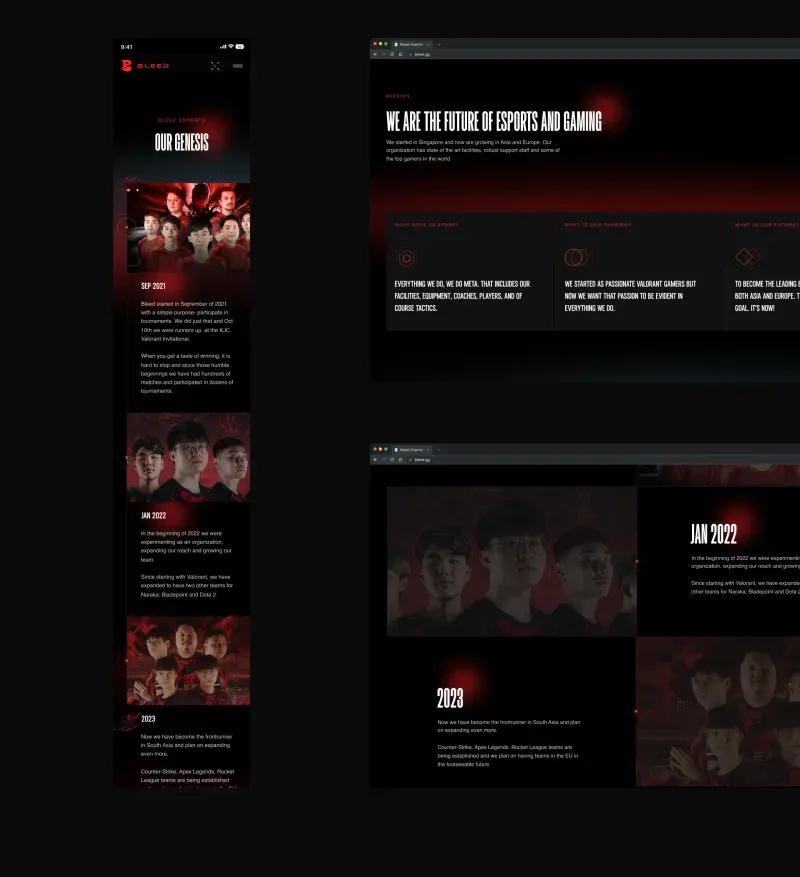 9:41
BLEED
BLEED ESPORTS
OUR GENESIS
SEP 2021
Bleed started in September of 2021
with a simple purpose- participate in
tournaments. We did just that and Oct
10th we were runners up at the KJC
Valorant Invitational.
When you get a taste of winning, it is
hard to stop and since those humble
beginnings we have had hundreds of
matches and participated in dozens of
tournaments.
JAN 2022
In the beginning of 2022 we were
experimenting as an organization,
expanding our reach and growing our
team.
Since starting with Valorant, we have
expanded to have two other teams for
Naraka: Bladepoint and Dota 2.
2023
Now we have become the frontrunner
in South Asia and plan on expanding
even more.
Counter-Strike, Apex Legends, Rocket
League teams are being established
Bleed Esports
bleed.gg
MISSION
WE ARE THE FUTURE OF ESPORTS AND GAMING
We started in Singapore and now are growing in Asia and Europe. Our
organization has state of the art facilities, robust support staff and some of
the top gamers in the world.
WHAT SETS US APART?
EVERYTHING WE DO, WE DO META. THAT INCLUDES OUR
FACILITIES, EQUIPMENT, COACHES, PLAYERS, AND OF
COURSE TACTICS.
WHAT IS OUR PASSION?
WE STARTED AS PASSIONATE VALORANT GAMERS BUT
NOW WE WANT THAT PASSION TO BE EVIDENT IN
EVERYTHING WE DO.
WHAT IS OUR FUTURE?
TO BECOME THE LEADING
BOTH ASIA AND EUROPE.
GOAL. IT'S NOW!
Bleed Esports
bleed.gg
JAN 2022
In the beginning of 2022 we were
organization, expanding our reach and
Since starting with Valorant, we have
other teams for Naraka: Bladepoint and Dota 2
2023
Now we have become the frontrunner in South Asia and plan
on expanding even more.
Counter-Strike, Apex Legends, Rocket League teams are
being established and we plan on having teams in the EU in
the foreseeable future